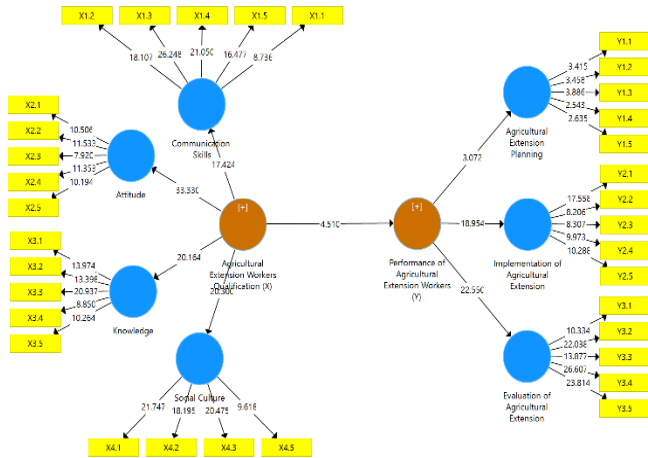 X1.2
X1.3
X1.4
X1.5
X1.1
18.107
26.248
21.050
16.477
8.736
Communication
Skills
17.424
X2.1
X2.2
X2.3
X2.4
X2.5
10.506
11.533
7.920
11.353
10.194
Attitude
33.330
X3.1
X3.2
X3.3
X3.4
X3.5
13.974
13.396
20.937
8.850
10.264
Knowledge
20.164
[+]
Agricultural
Extension Workers
Qualification (X)
20.300
Social Culture
21.747
18.195
20.475
9.616
X4.1
X4.2
X4.3
X4.5
4.510
[+]
Performance of
Agricultural
Extension Workers
(Y)
3.072
18.954
22.550
Agricultural
Extension
Planning
3.415
3.458
3.886
2.543
2.635
Y1.1
Y1.2
Y1.3
Y1.4
Y1.5
Implementation of
Agricultural
Extension
17.558
8.206
8.307
9.973
10.288
Y2.1
Y2.2
Y2.3
Y2.4
Y2.5
Evaluation of
Agricultural
Extension
10.334
22.038
13.877
26.607
23.814
Y3.1
Y3.2
Y3.3
Y3.4
Y3.5